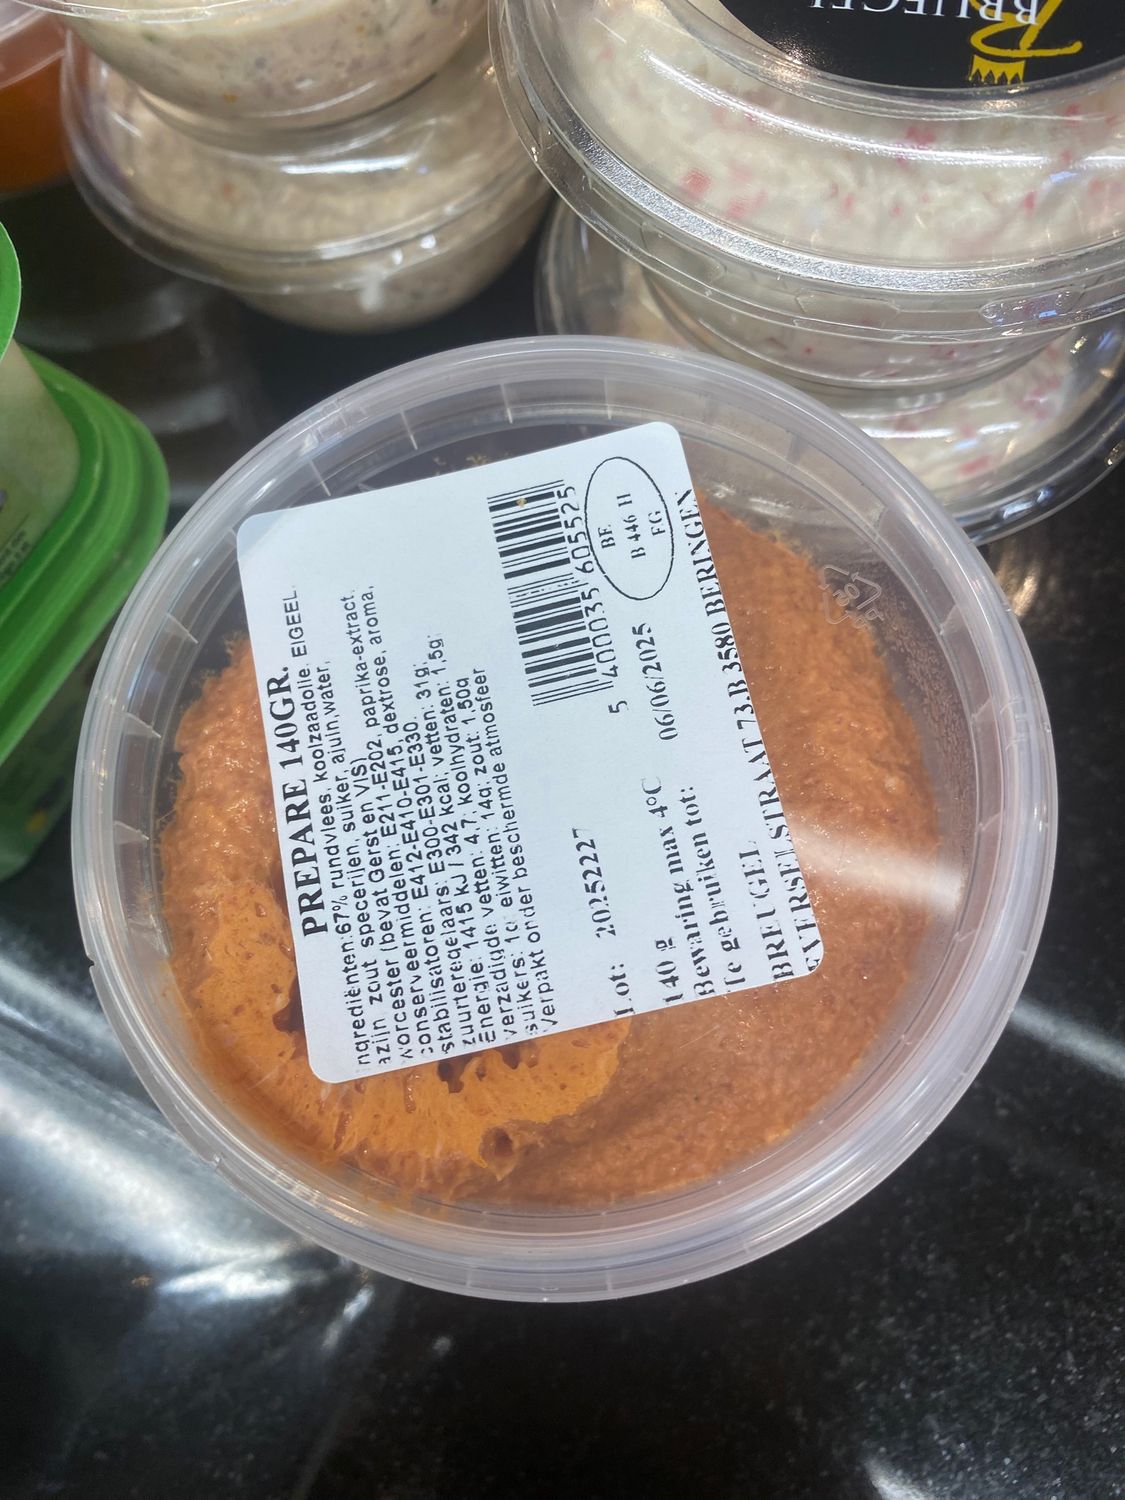 BRUEGEL
PREPARE 140GR.
ngrediënten:67% rundvlees, koolzaadolie, EIGEEL,
azijn, zout, specerijen, suiker, ajuin,water,
worcester (bevat Gerst en VIS)
conserveermiddelen: E211-E202, paprika-extract,
stabilisatoren: E412-E410-E415, dextrose, aroma,
zuurteregelaars: E300-E301-E330.
Energie: 1415 kJ / 342 kcal; vetten: 31g;
verzadigde vetten: 4,7; koolhydraten: 1,5g;
suikers: eiwitten: 14g; zout: 1,50g
Verpakt onder beschermde atmosfeer
5 400035 605525
Lot: 20252227
140 g
Bewaring max 4°C
Te gebruiken tot: 06/06/2025
BREUGEL
EVERSELSTRAAT 73,B 3580 BERINGEN
BE
B 446 H
EG